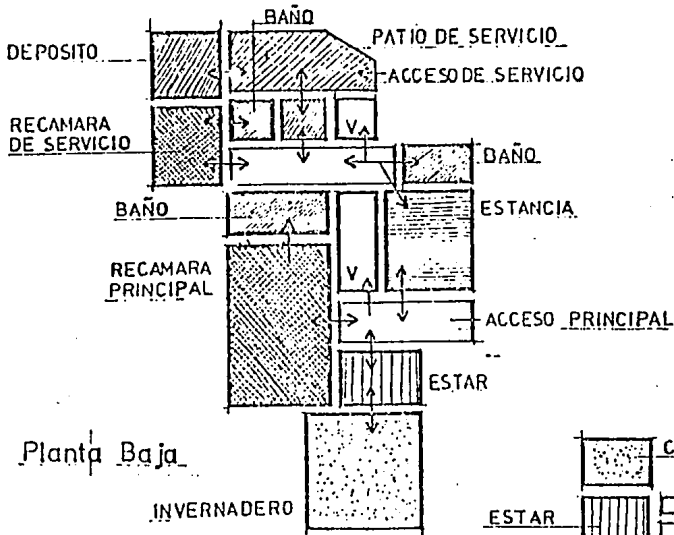 BAÑO
DEPOSITO
PATIO DE SERVICIO
ACCESO DE SERVICIO
RECAMARA
DE SERVICIO
V
BAÑO
BAÑO
ESTANCIA
RECAMARA
PRINCIPAL
V
ACCESO PRINCIPAL
ESTAR
Planta Baja
INVERNADERO
C
ESTAR